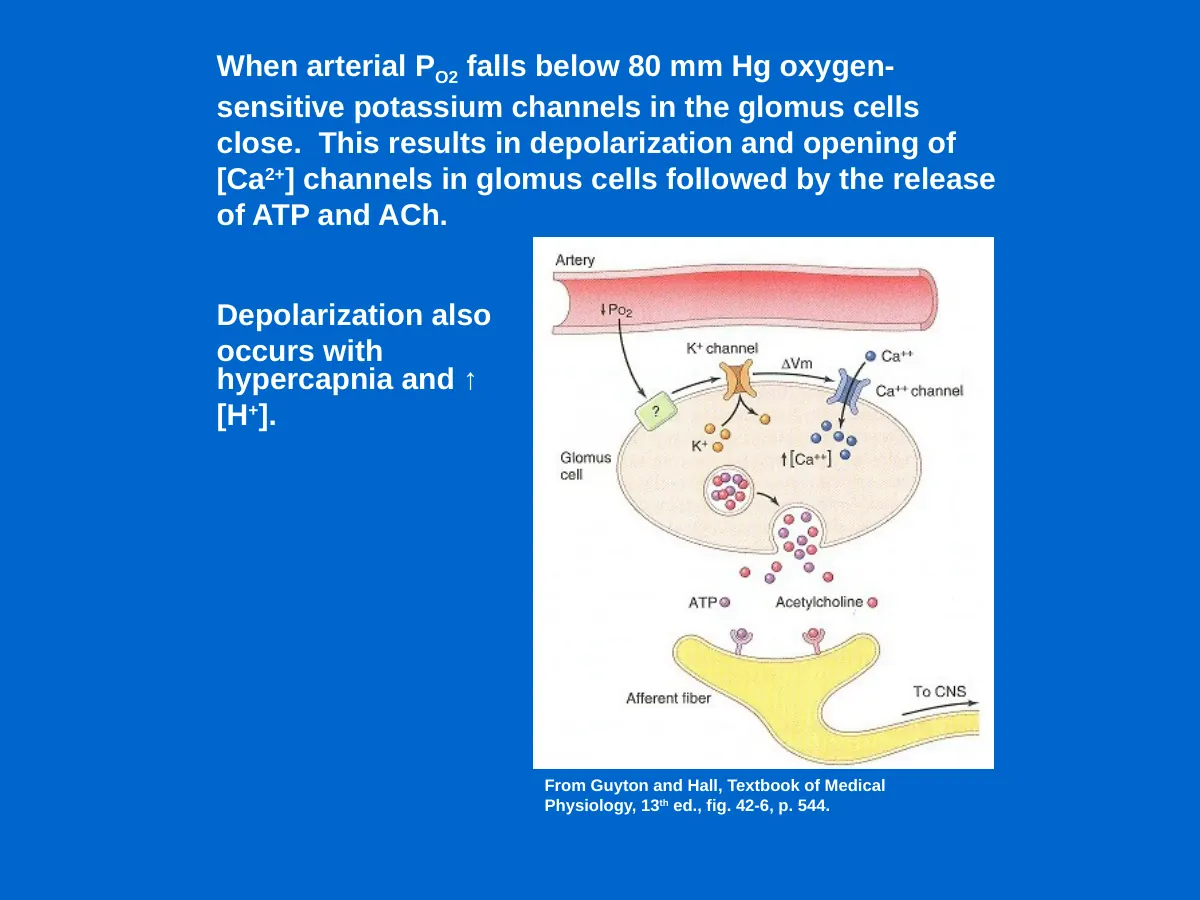 When arterial PO2 falls below 80 mm Hg oxygen-
sensitive potassium channels in the glomus cells
close.  This results in depolarization and opening of
[Ca2+] channels in glomus cells followed by the release
of ATP and ACh.
Depolarization also
occurs with
hypercapnia and ↑
[H+].
Artery
↓PO2
K+ channel
ΔVm
Ca++
Ca++ channel
?
K+
↑[Ca++]
Glomus
cell
ATP
Acetylcholine
Afferent fiber
To CNS
From Guyton and Hall, Textbook of Medical
Physiology, 13th ed., fig. 42-6, p. 544.